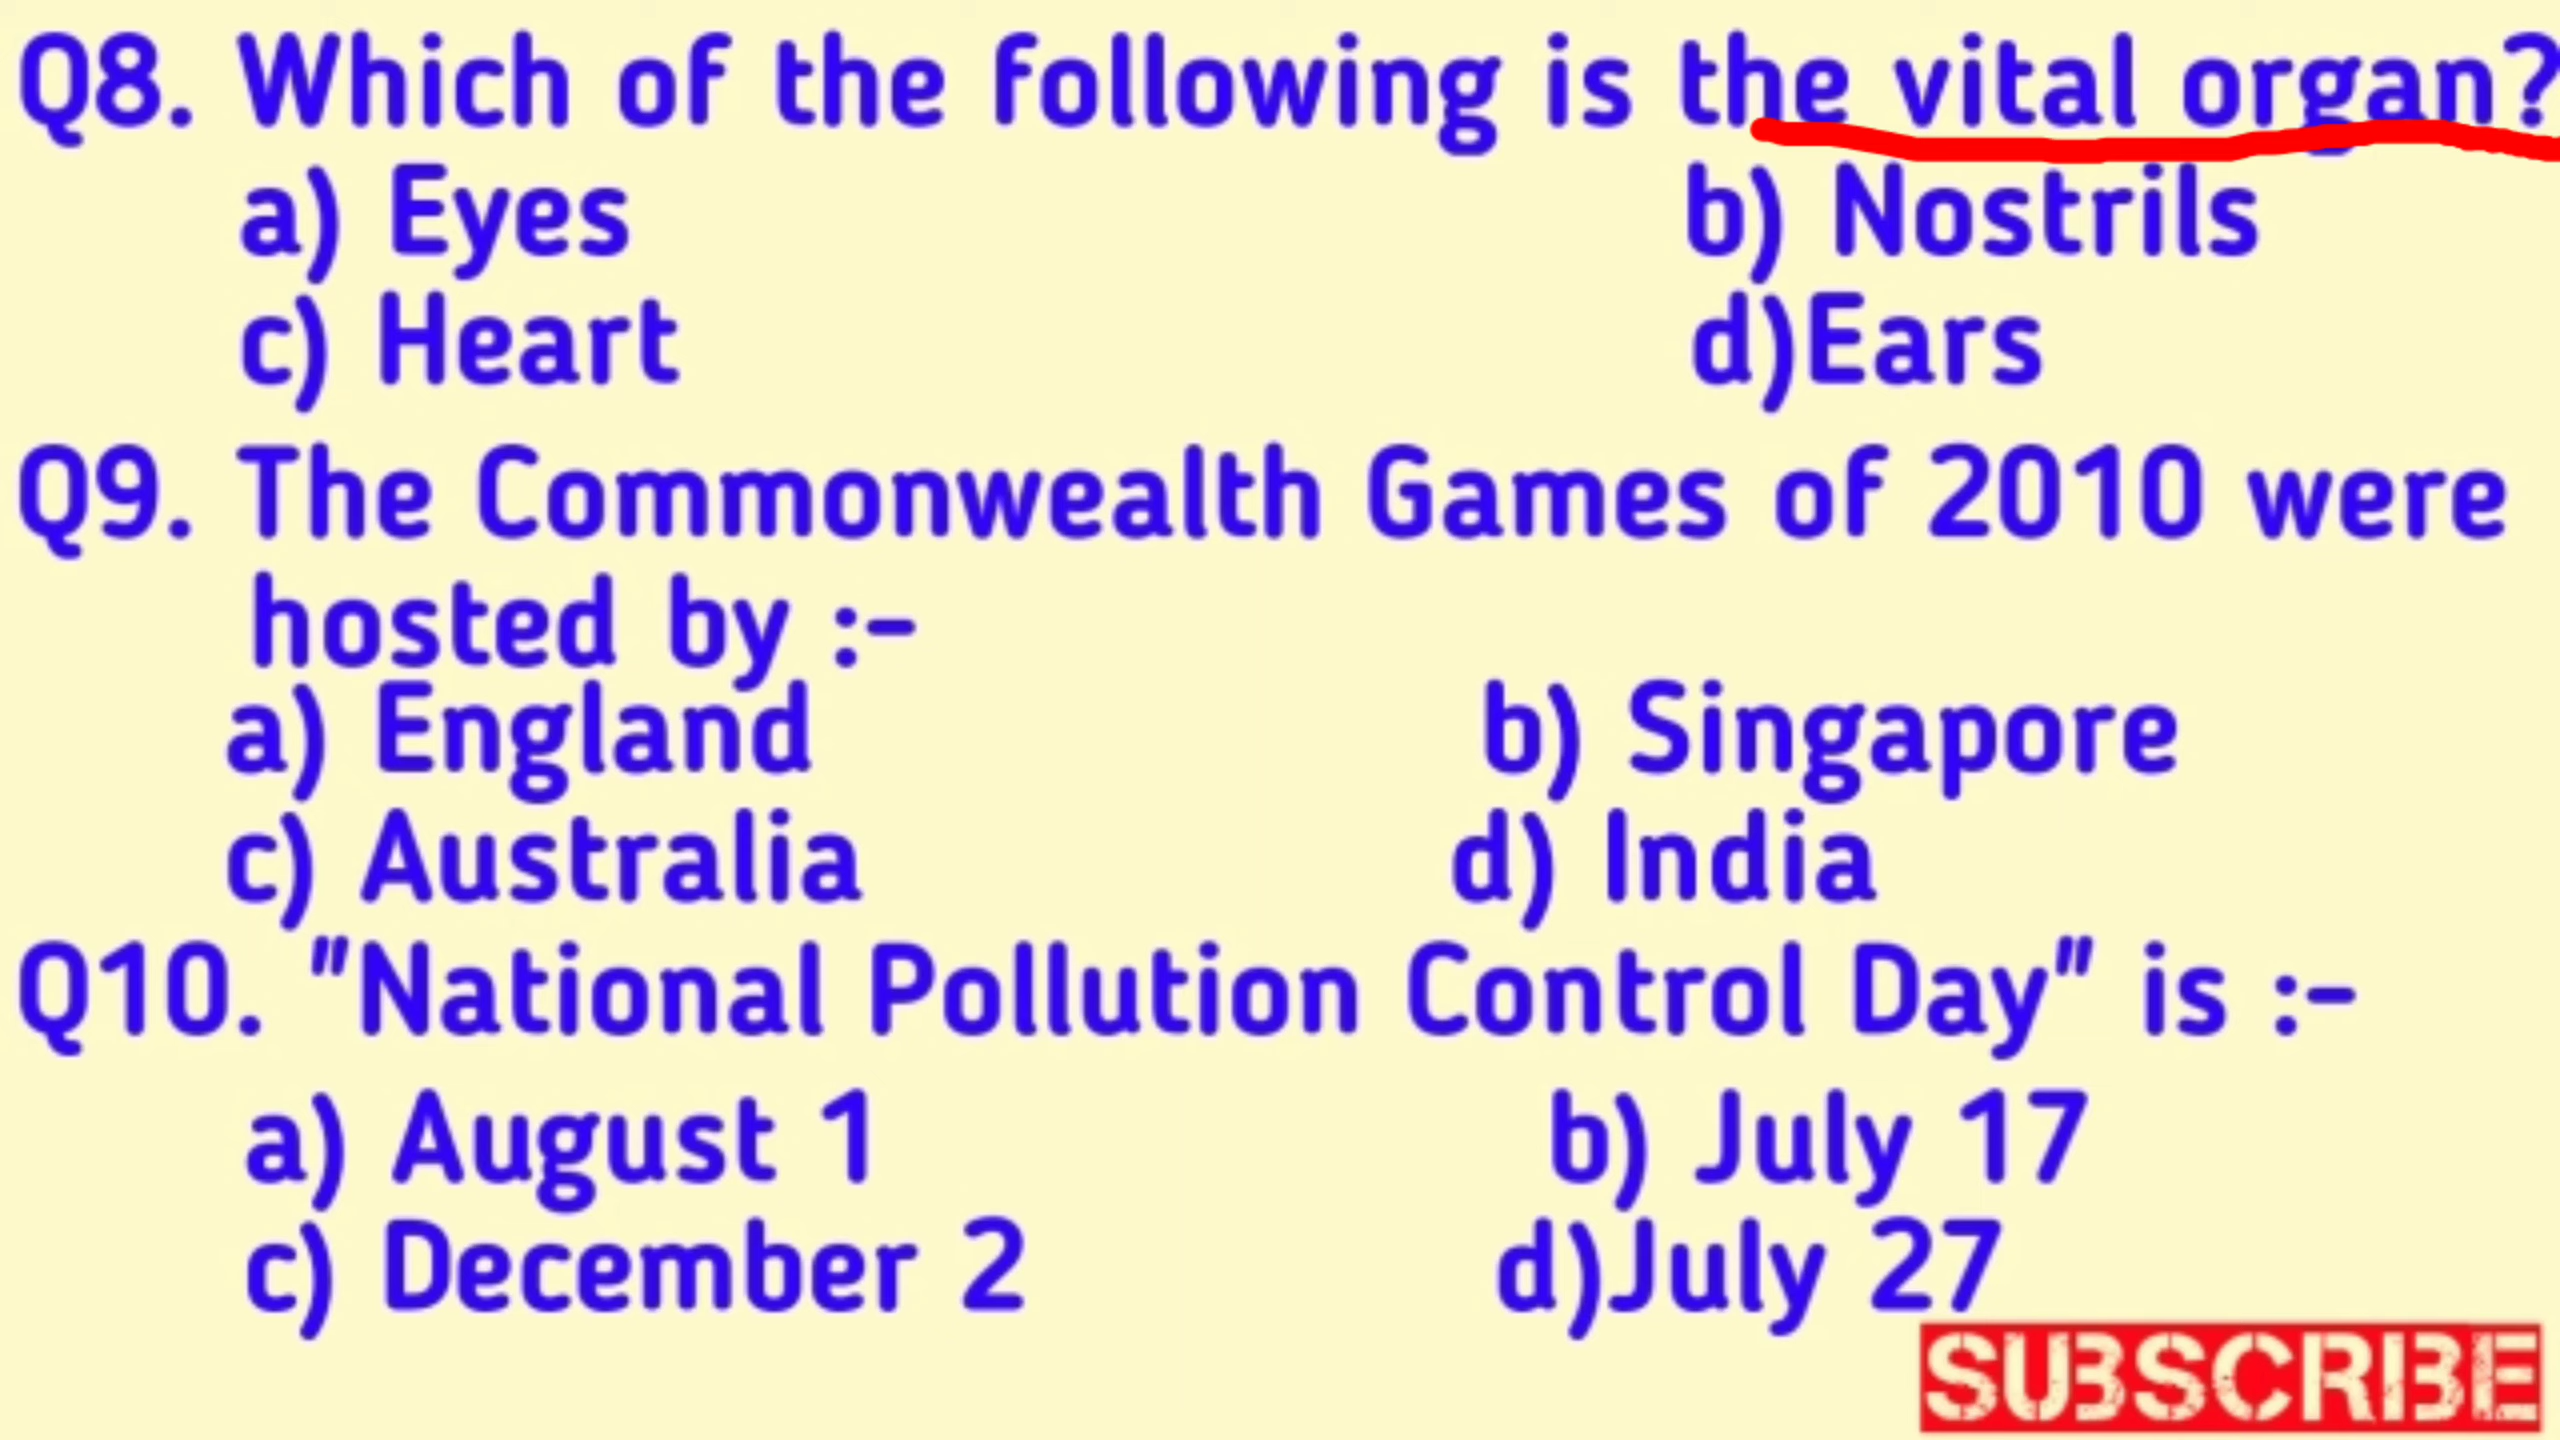 Q8. Which of the following is the vital organ?
a) Eyes b) Nostrils
c) Heart d)Ears
Q9. The Commonwealth Games of 2010 were
hosted by :-
a) England b) Singapore
c) Australia d) India
Q10. "National Pollution Control Day" is :-
a) August 1 b) July 17
c) December 2 d)July 27
SUBSCRIBE